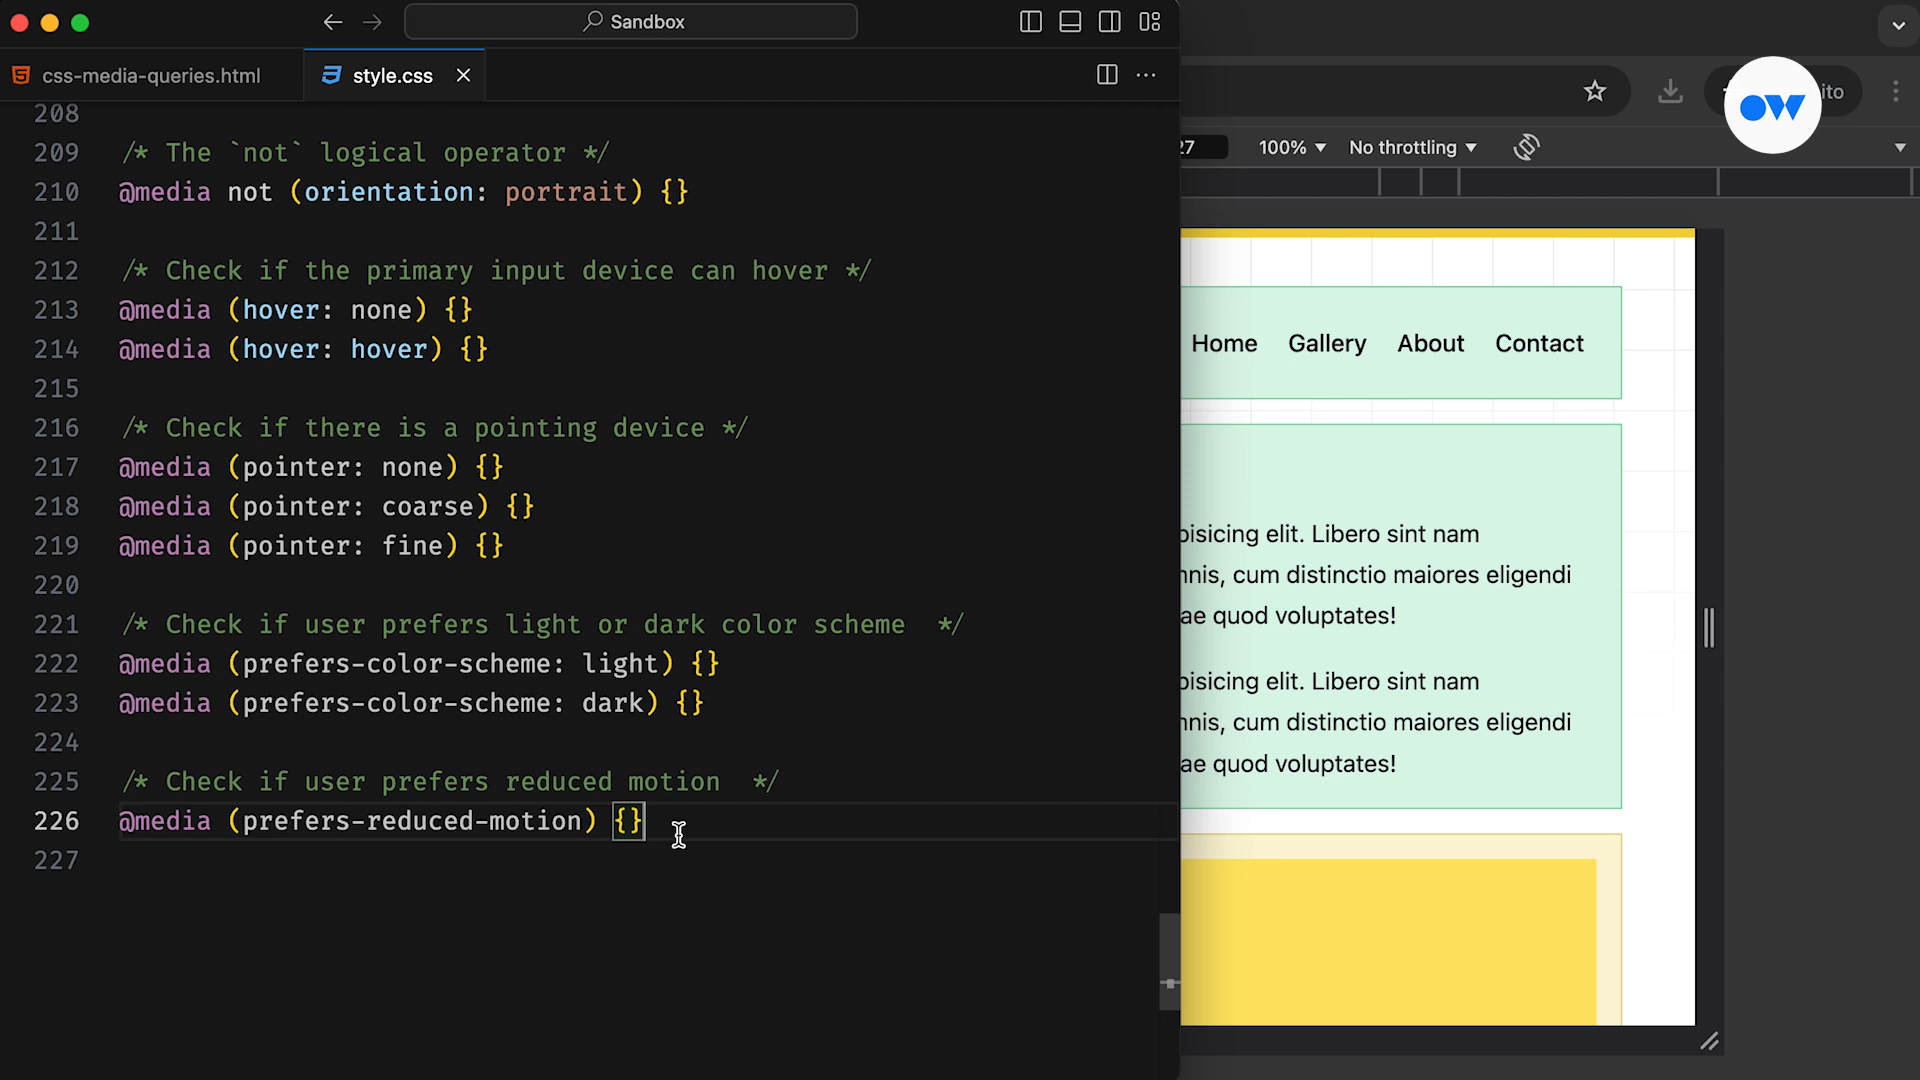 Sandbox
css-media-queries.html
style.css
208
209 /* The `not` logical operator */
210 @media not (orientation: portrait) {}
211
212 /* Check if the primary input device can hover */
213 @media (hover: none) {}
214 @media (hover: hover) {}
215
216 /* Check if there is a pointing device */
217 @media (pointer: none) {}
218 @media (pointer: coarse) {}
219 @media (pointer: fine) {}
220
221 /* Check if user prefers light or dark color scheme  */
222 @media (prefers-color-scheme: light) {}
223 @media (prefers-color-scheme: dark) {}
224
225 /* Check if user prefers reduced motion  */
226 @media (prefers-reduced-motion) {}
227
ow
ito
27 100% No throttling
Home Gallery About Contact
pisicing elit. Libero sint nam
nnis, cum distinctio maiores eligendi
ae quod voluptates!
pisicing elit. Libero sint nam
nnis, cum distinctio maiores eligendi
ae quod voluptates!